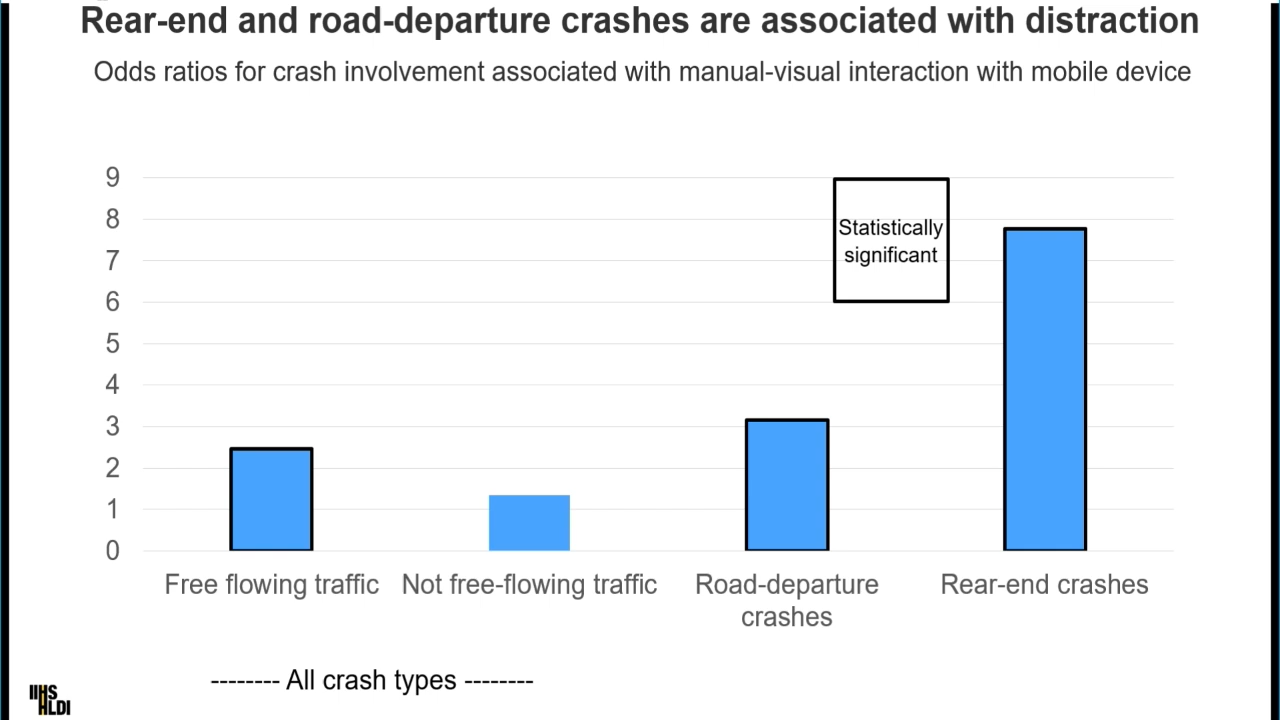 Rear-end and road-departure crashes are associated with distraction
Odds ratios for crash involvement associated with manual-visual interaction with mobile device
9
8
7
6
5
4
3
2
1
0
Statistically
significant
Free flowing traffic
Not free-flowing traffic
Road-departure
crashes
Rear-end crashes
-------- All crash types --------
IIHS
HLDI